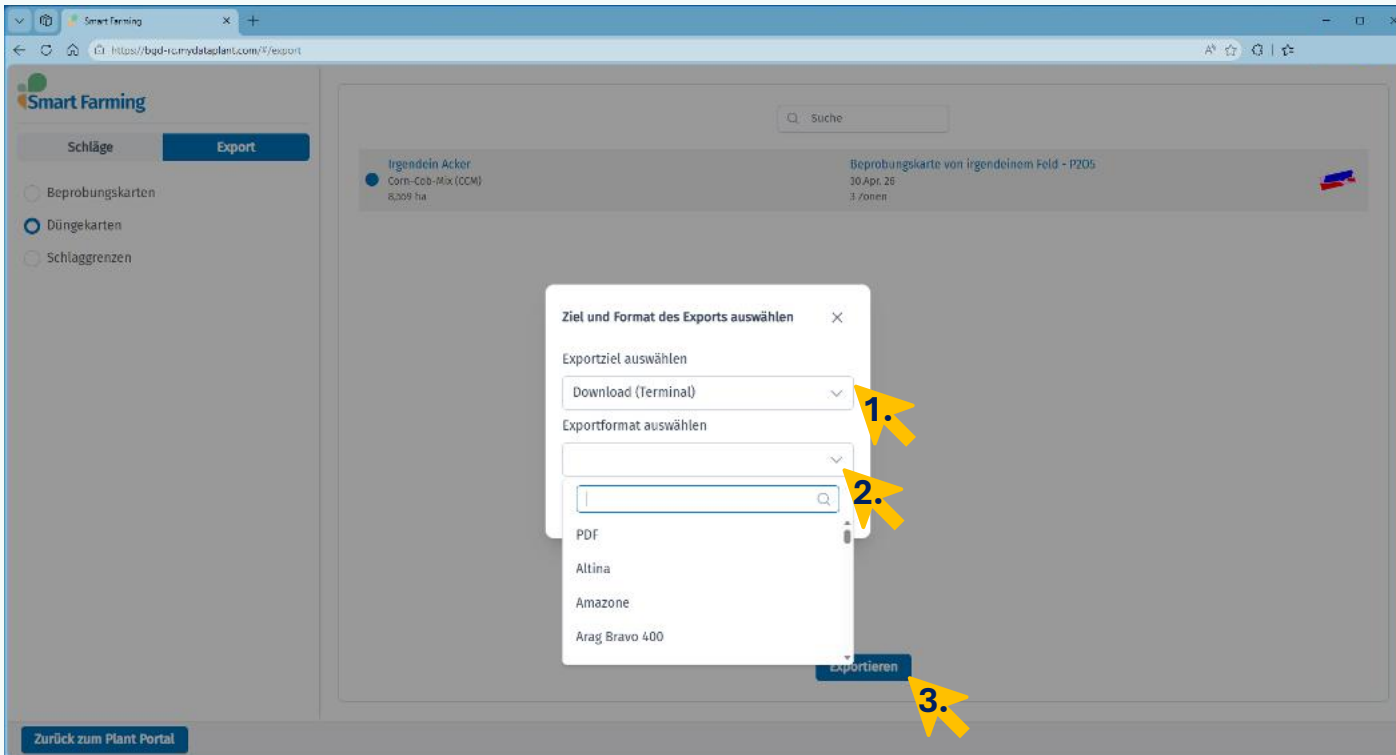 Smart Farming
https://bqd-rc.mydataplant.com/#/export
Smart Farming
Schläge
Export
Beprobungskarten
Düngekarten
Schlaggrenzen
Suche
Irgendein Acker
Corn-Cob-Mix (CCM)
8,559 ha
Beprobungskarte von irgendeinem Feld - P2O5
30 Apr. 26
3 Zonen
Ziel und Format des Exports auswählen
Exportziel auswählen
Download (Terminal)
1.
Exportformat auswählen
2.
PDF
Altina
Amazone
Arag Bravo 400
Exportieren
3.
Zurück zum Plant Portal